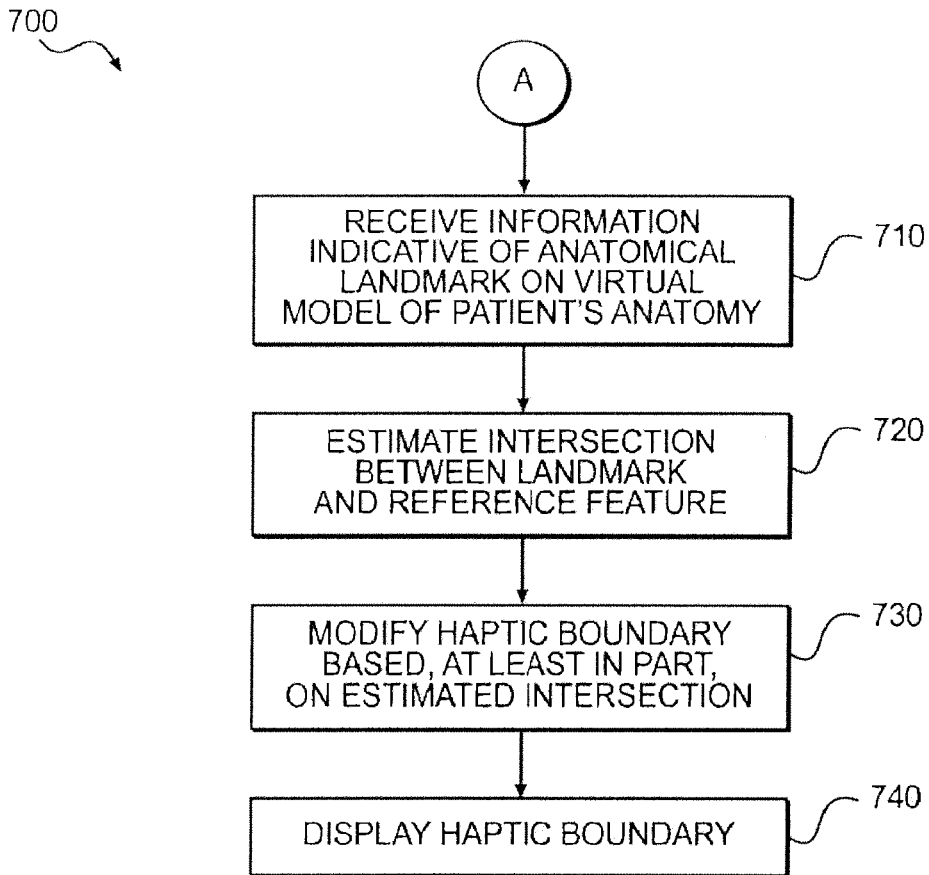 700
A
RECEIVE INFORMATION
INDICATIVE OF ANATOMICAL
LANDMARK ON VIRTUAL
MODEL OF PATIENT'S ANATOMY
710
ESTIMATE INTERSECTION
BETWEEN LANDMARK
AND REFERENCE FEATURE
720
MODIFY HAPTIC BOUNDARY
BASED, AT LEAST IN PART,
ON ESTIMATED INTERSECTION
730
DISPLAY HAPTIC BOUNDARY
740